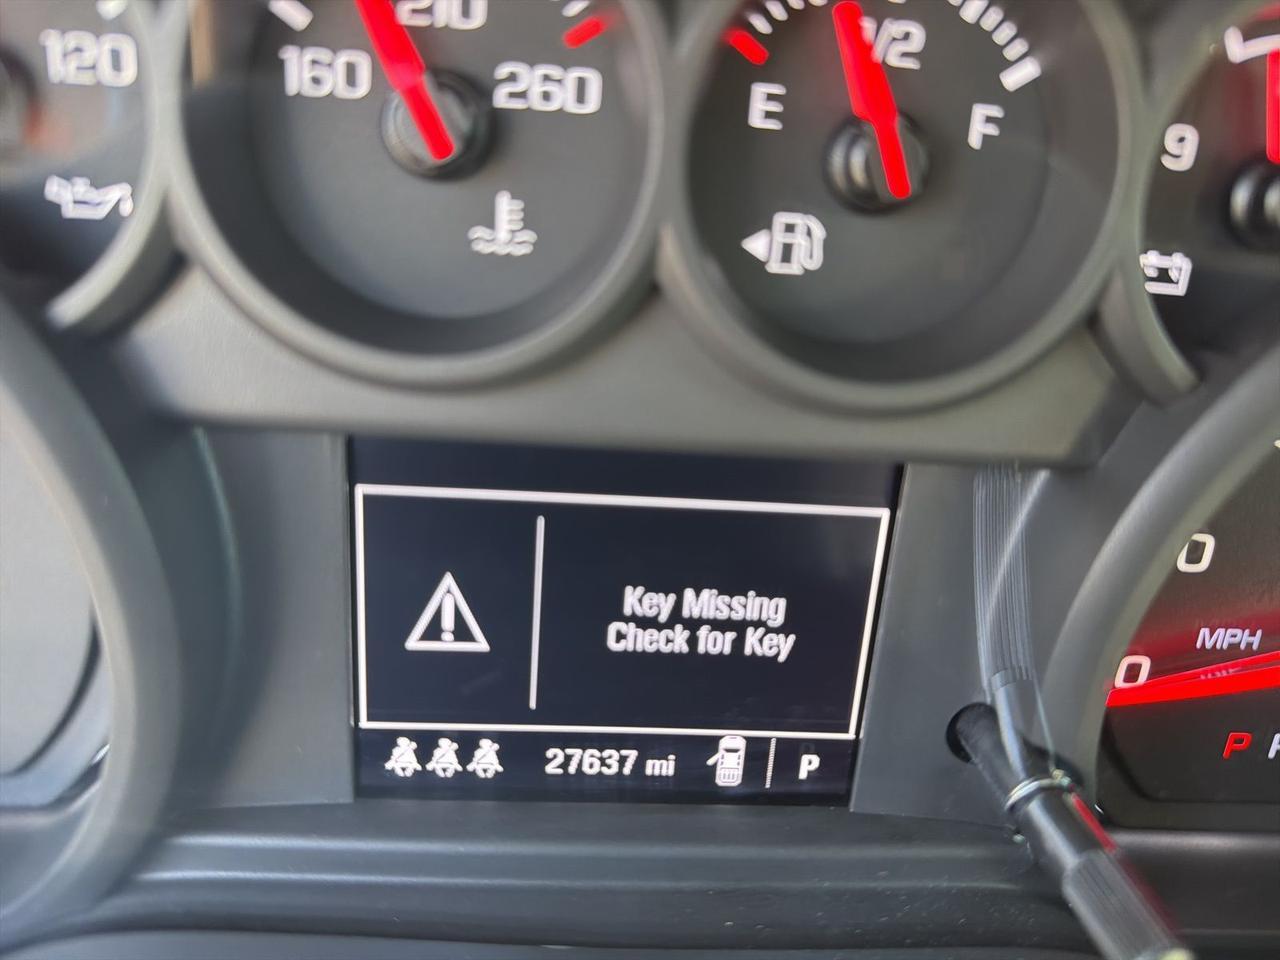 120
160
210
260
E
1/2
F
9
Key Missing
Check for Key
27637 mi
P
0
MPH
0
P